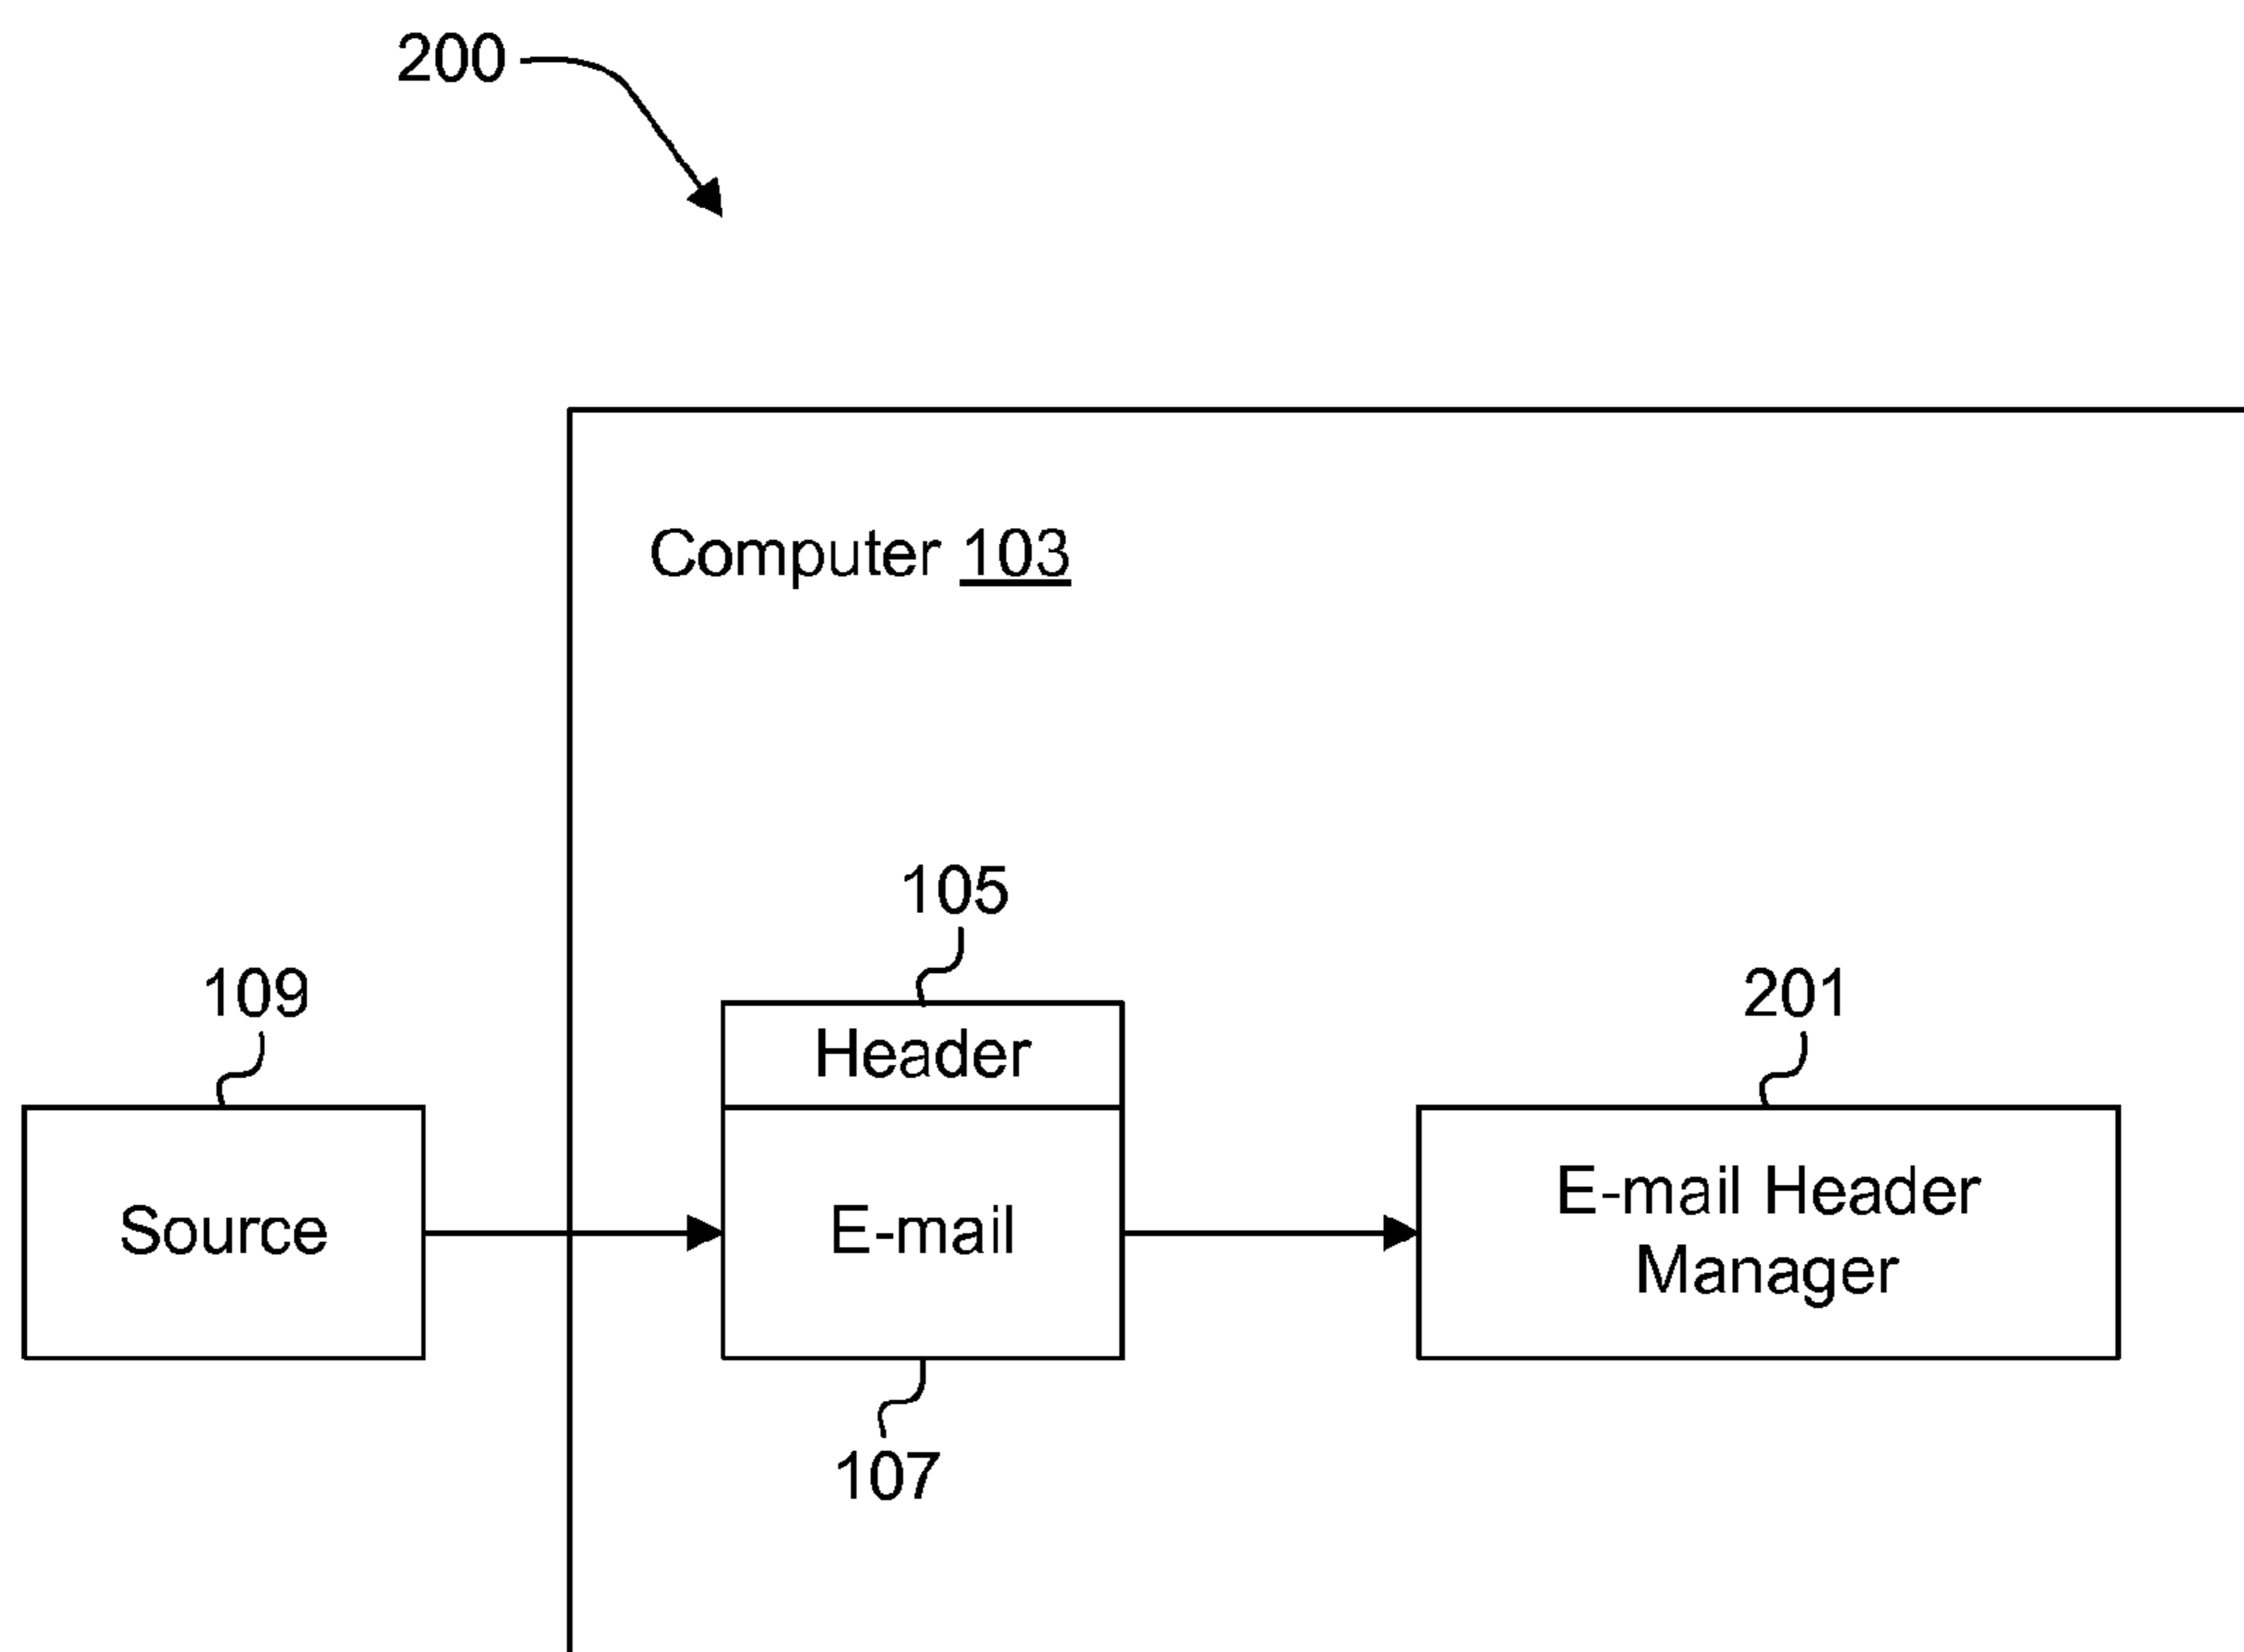 200
Computer 103
105
109
201
Header
Source
E-mail
E-mail Header
Manager
107